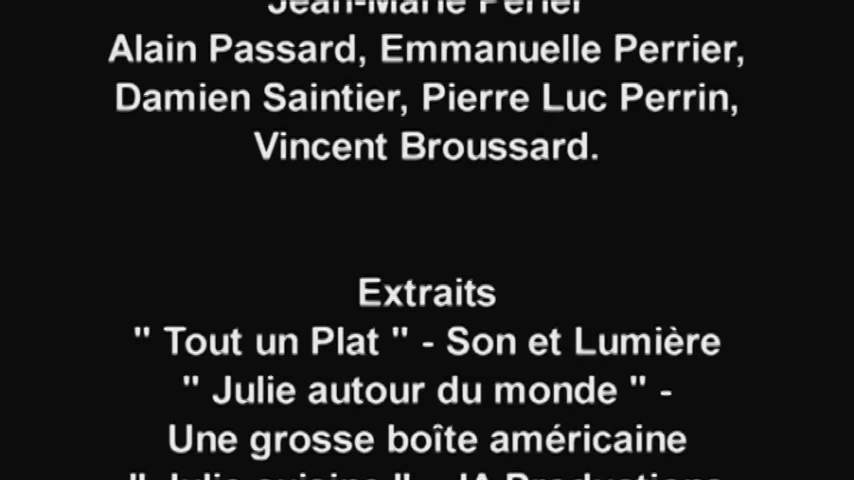 Jean-Marie Périer
Alain Passard, Emmanuelle Perrier,
Damien Saintier, Pierre Luc Perrin,
Vincent Broussard.
Extraits
" Tout un Plat " - Son et Lumière
" Julie autour du monde " -
Une grosse boîte américaine
" Julie cuisine " - JA Productions